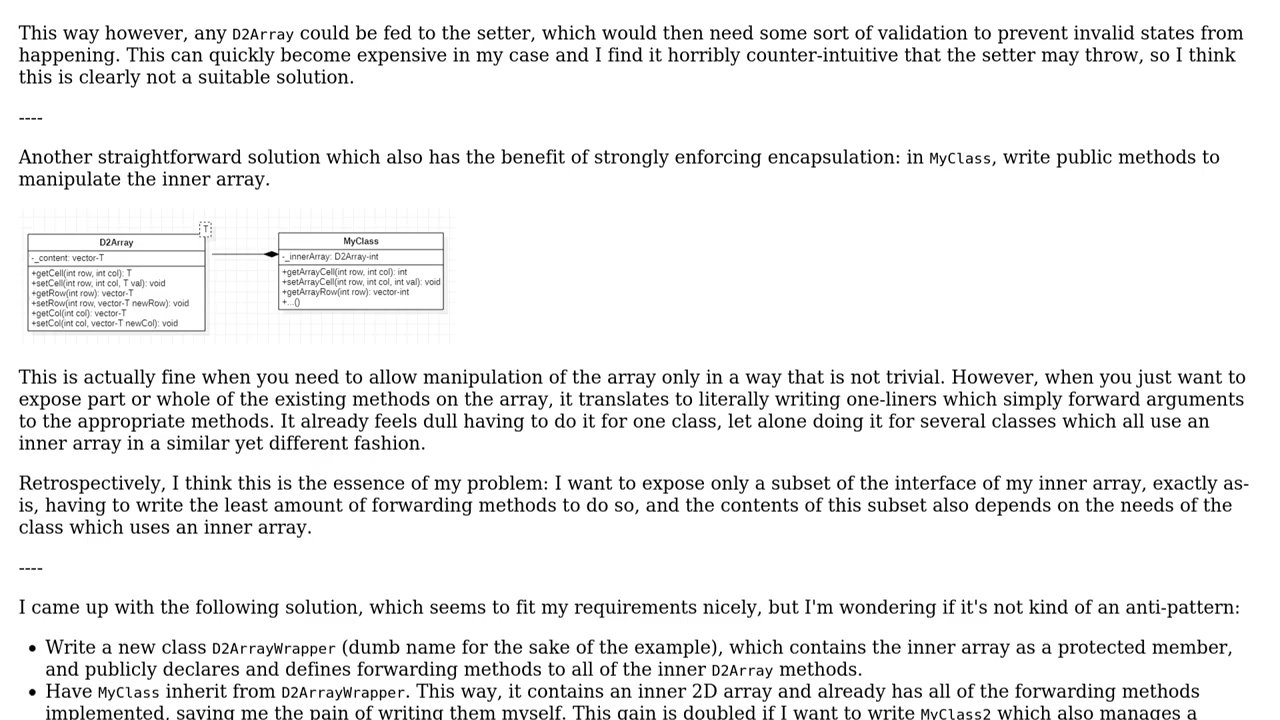 This way however, any D2Array could be fed to the setter, which would then need some sort of validation to prevent invalid states from
happening. This can quickly become expensive in my case and I find it horribly counter-intuitive that the setter may throw, so I think
this is clearly not a suitable solution.
----
Another straightforward solution which also has the benefit of strongly enforcing encapsulation: in MyClass, write public methods to
manipulate the inner array.
T
D2Array
-_content: vector-T
+getCell(int row, int col): T
+setCell(int row, int col, T val): void
+getRow(int row): vector-T
+setRow(int row, vector-T newRow): void
+getCol(int col): vector-T
+setCol(int col, vector-T newCol): void
MyClass
-_innerArray: D2Array-int
+getArrayCell(int row, int col): int
+setArrayCell(int row, int col, int val): void
+getArrayRow(int row): vector-int
+...()
This is actually fine when you need to allow manipulation of the array only in a way that is not trivial. However, when you just want to
expose part or whole of the existing methods on the array, it translates to literally writing one-liners which simply forward arguments
to the appropriate methods. It already feels dull having to do it for one class, let alone doing it for several classes which all use an
inner array in a similar yet different fashion.
Retrospectively, I think this is the essence of my problem: I want to expose only a subset of the interface of my inner array, exactly as-
is, having to write the least amount of forwarding methods to do so, and the contents of this subset also depends on the needs of the
class which uses an inner array.
----
I came up with the following solution, which seems to fit my requirements nicely, but I'm wondering if it's not kind of an anti-pattern:
• Write a new class D2ArrayWrapper (dumb name for the sake of the example), which contains the inner array as a protected member,
and publicly declares and defines forwarding methods to all of the inner D2Array methods.
• Have MyClass inherit from D2ArrayWrapper. This way, it contains an inner 2D array and already has all of the forwarding methods
implemented, saving me the pain of writing them myself. This gain is doubled if I want to write MyClass2 which also manages a